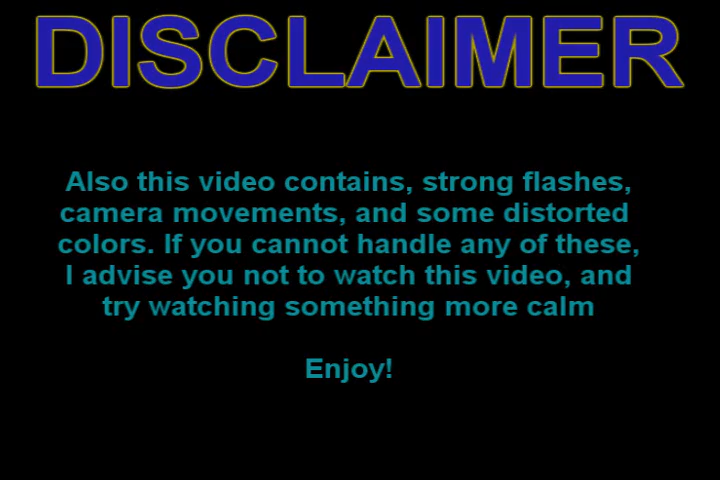 DISCLAIMER
Also this video contains, strong flashes,
camera movements, and some distorted
colors. If you cannot handle any of these,
I advise you not to watch this video, and
try watching something more calm
Enjoy!